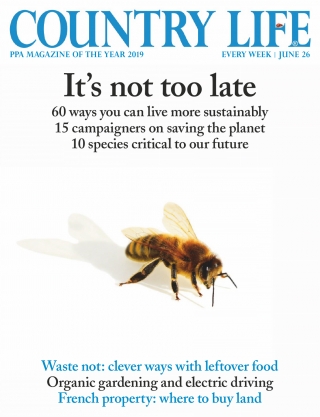 COUNTRY LIFE
PPA MAGAZINE OF THE YEAR 2019 EVERY WEEK | JUNE 26
It's not too late
60 ways you can live more sustainably
15 campaigners on saving the planet
10 species critical to our future
Waste not: clever ways with leftover food
Organic gardening and electric driving
French property: where to buy land